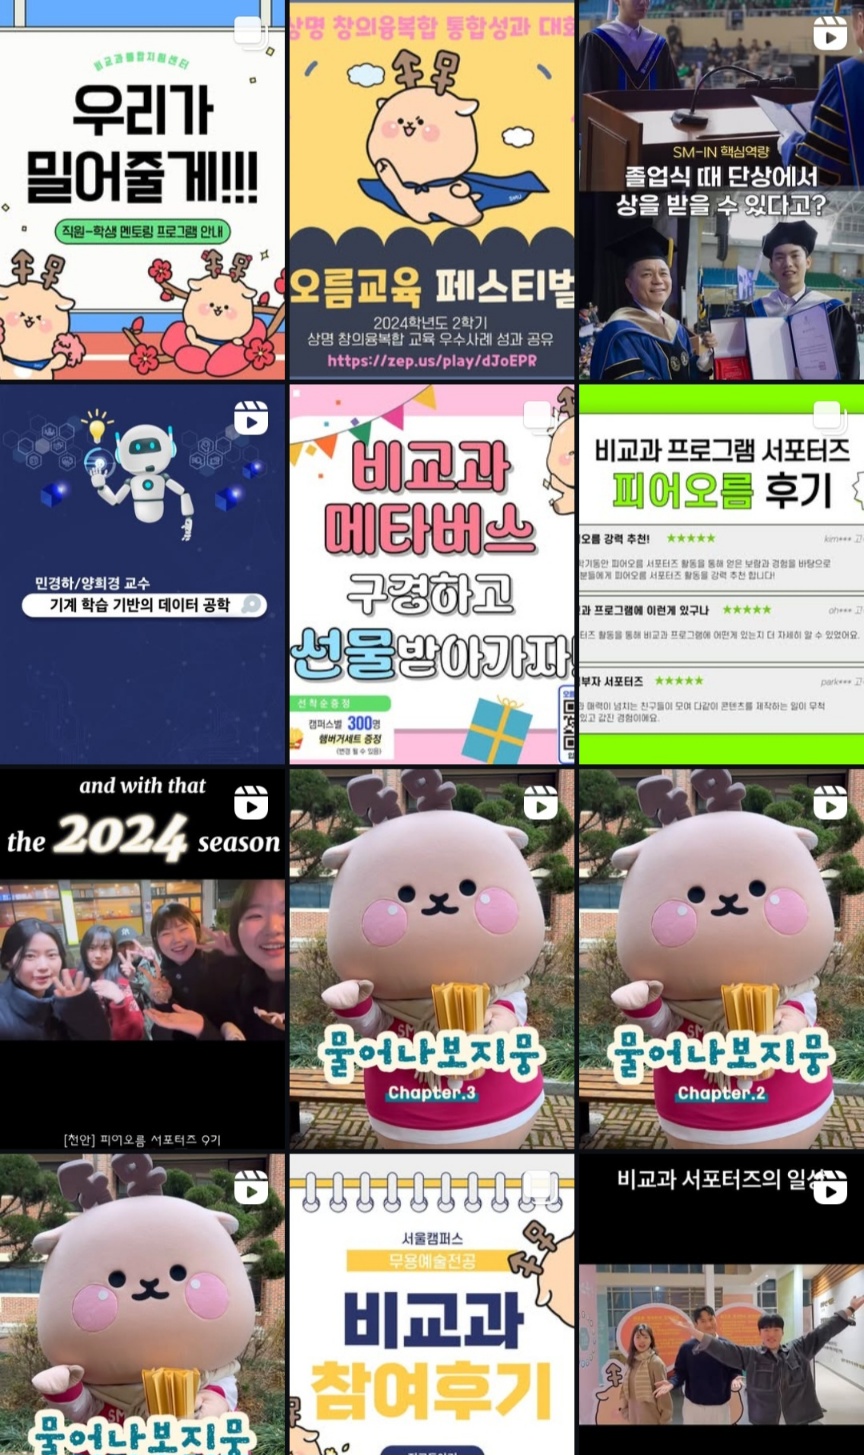 비교과통합지원센터
우리가
밀어줄게!!!
직원-학생 멘토링 프로그램 안내
상명 창의융복합 통합성과 대회
SMU
오름교육 페스티벌
2024학년도 2학기
상명 창의융복합 교육 우수사례 성과 공유
https://zep.us/play/dJoEPR
SM-IN 핵심역량
졸업식 때 단상에서
상을 받을 수 있다고?
민경하/양희경 교수
기계 학습 기반의 데이터 공학
비교과
메타버스
구경하고
선물받아가자!
선착순증정
캠퍼스별 300명
햄버거세트 증정
(변경 될 수 있음)
비교과 프로그램 서포터즈
피어오름 후기
오름 강력 추천! ★★★★★
kim***
학기동안 피어오름 서포터즈 활동을 통해 얻은 보람과 경험을 바탕으로
분들에게 피어오름 서포터즈 활동을 강력 추천 합니다!
과 프로그램에 이런게 있구나 ★★★★★
oh***
터즈 활동을 통해 비교과 프로그램에 어떤게 있는지 더 자세히 알 수 있었어요.
부자 서포터즈 ★★★★★
park***
매력이 넘치는 친구들이 모여 다같이 콘텐츠를 제작하는 일이 무척
있고 값진 경험이에요.
and with that
the 2024 season
[천안] 피어오름 서포터즈 9기
SM
물어나보지뭉
Chapter.3
물어나보지뭉
Chapter.2
SM
물어나보지뭉
서울캠퍼스
무용예술전공
비교과
참여후기
비교과 서포터즈의 일상